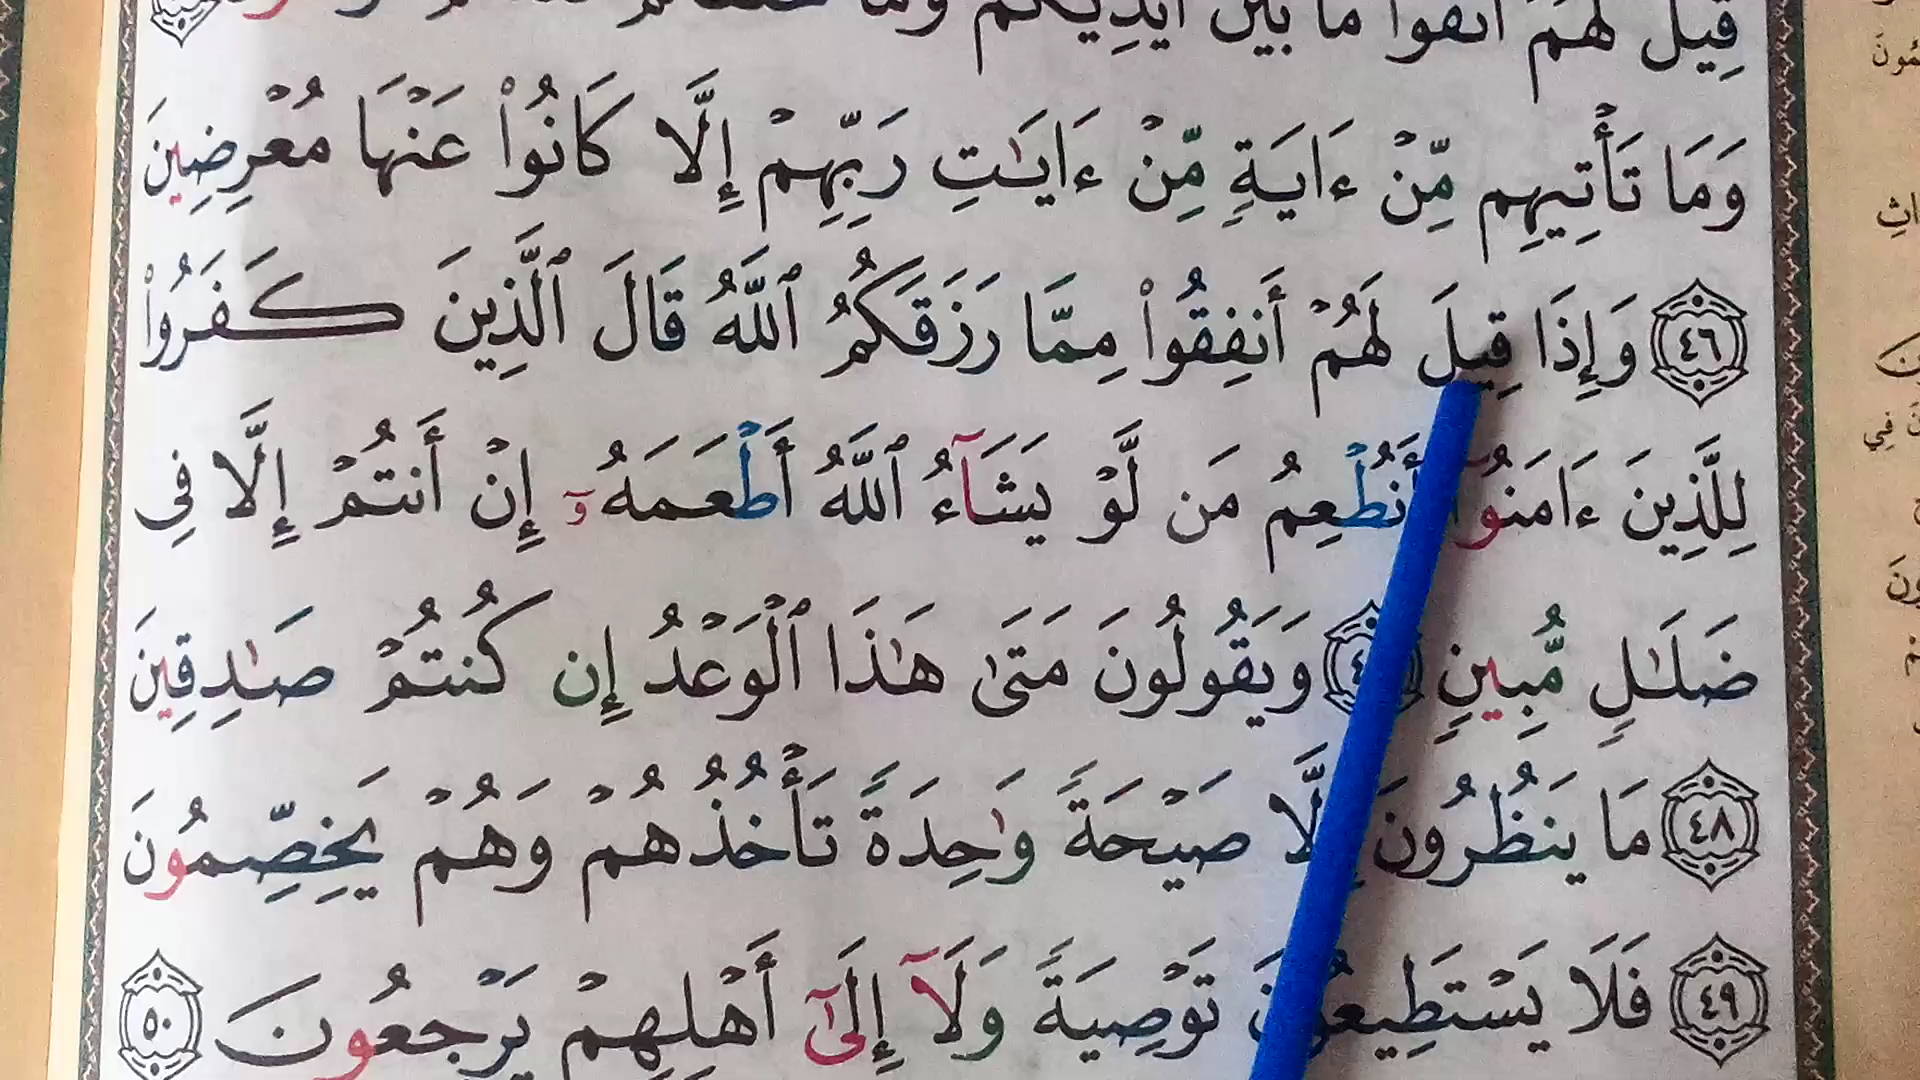 قِيلَ لَهُمُ ٱتَّقُوا۟ مَا بَيْنَ أَيْدِيكُمْ وَمَا
وَمَا تَأْتِيهِم مِّنْ ءَايَةٍ مِّنْ ءَايَـٰتِ رَبِّهِمْ إِلَّا كَانُوا۟ عَنْهَا مُعْرِضِينَ
٤٦ وَإِذَا قِيلَ لَهُمْ أَنفِقُوا۟ مِمَّا رَزَقَكُمُ ٱللَّهُ قَالَ ٱلَّذِينَ كَفَرُوا۟
لِلَّذِينَ ءَامَنُوٓا۟ أَنُطْعِمُ مَن لَّوْ يَشَآءُ ٱللَّهُ أَطْعَمَهُۥٓ إِنْ أَنتُمْ إِلَّا فِى
ضَلَـٰلٍ مُّبِينٍ وَيَقُولُونَ مَتَىٰ هَـٰذَا ٱلْوَعْدُ إِن كُنتُمْ صَـٰدِقِينَ
٤٨ مَا يَنظُرُونَ إِلَّا صَيْحَةً وَٰحِدَةً تَأْخُذُهُمْ وَهُمْ يَخِصِّمُونَ
٤٩ فَلَا يَسْتَطِيعُونَ تَوْصِيَةً وَلَآ إِلَىٰٓ أَهْلِهِمْ يَرْجِعُونَ ٥٠